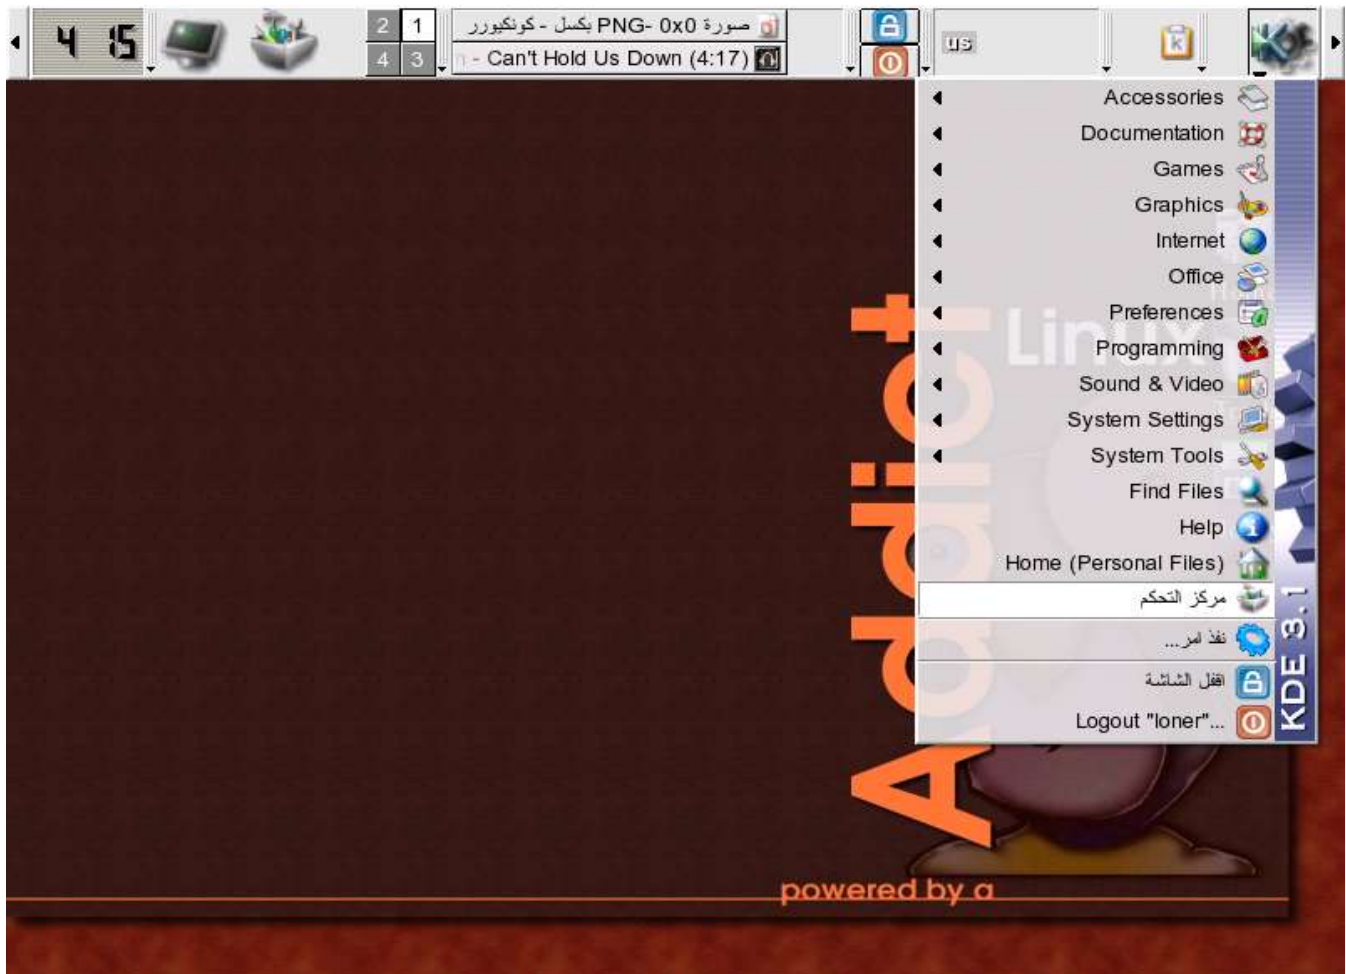 4 15
2 1
4 3
صورة PNG- 0x0 بكسل - كونكيورر
- Can't Hold Us Down (4:17)
us
Accessories
Documentation
Games
Graphics
Internet
Office
Preferences
Programming
Sound & Video
System Settings
System Tools
Find Files
Help
Home (Personal Files)
مركز التحكم
نفذ امر...
اقفل الشاشة
Logout "loner"...
KDE 3.1
Linux
Addict
powered by a